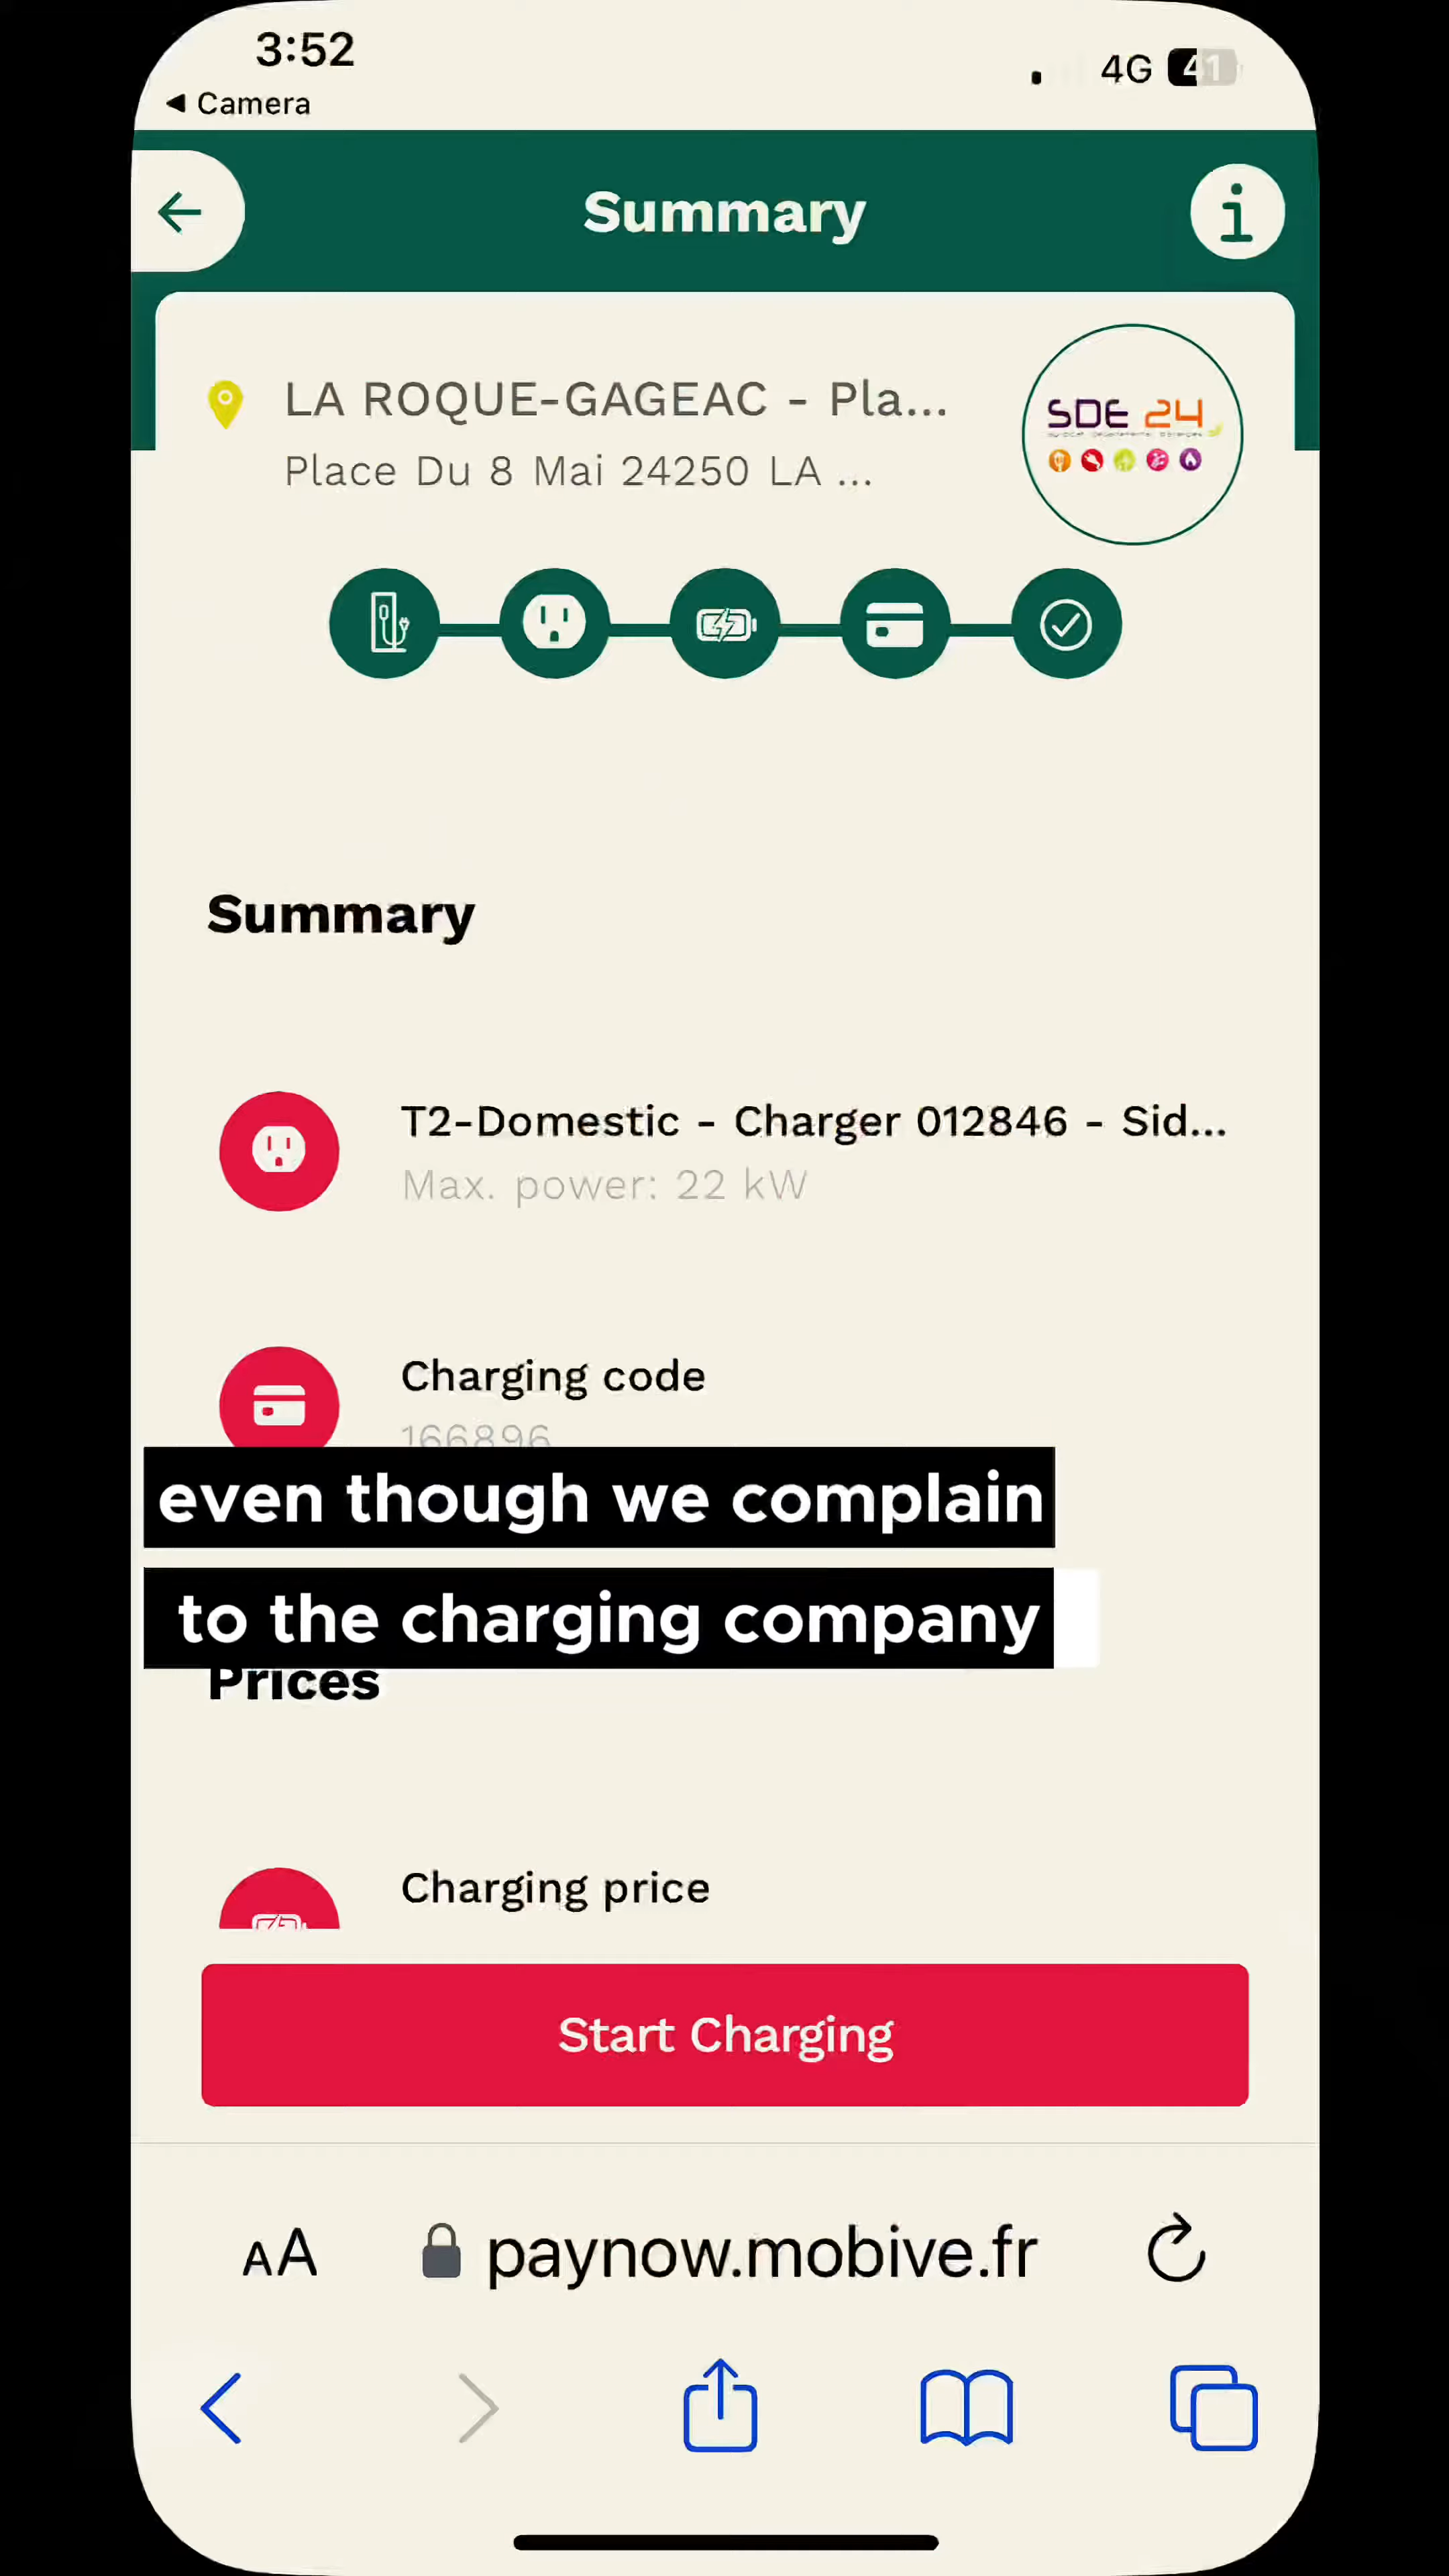 3:52
4G 41
◀ Camera
Summary
LA ROQUE-GAGEAC - Pla...
Place Du 8 Mai 24250 LA ...
SDE 24
Summary
T2-Domestic - Charger 012846 - Sid...
Max. power: 22 kW
Charging code
166896
even though we complain
to the charging company
Prices
Charging price
Start Charging
AA paynow.mobive.fr